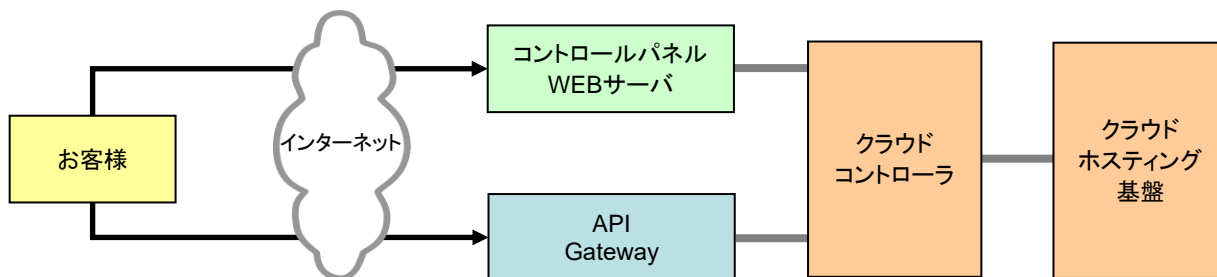 コントロールパネル
WEBサーバ
お客様
インターネット
クラウド
コントローラ
クラウド
ホスティング
基盤
API
Gateway